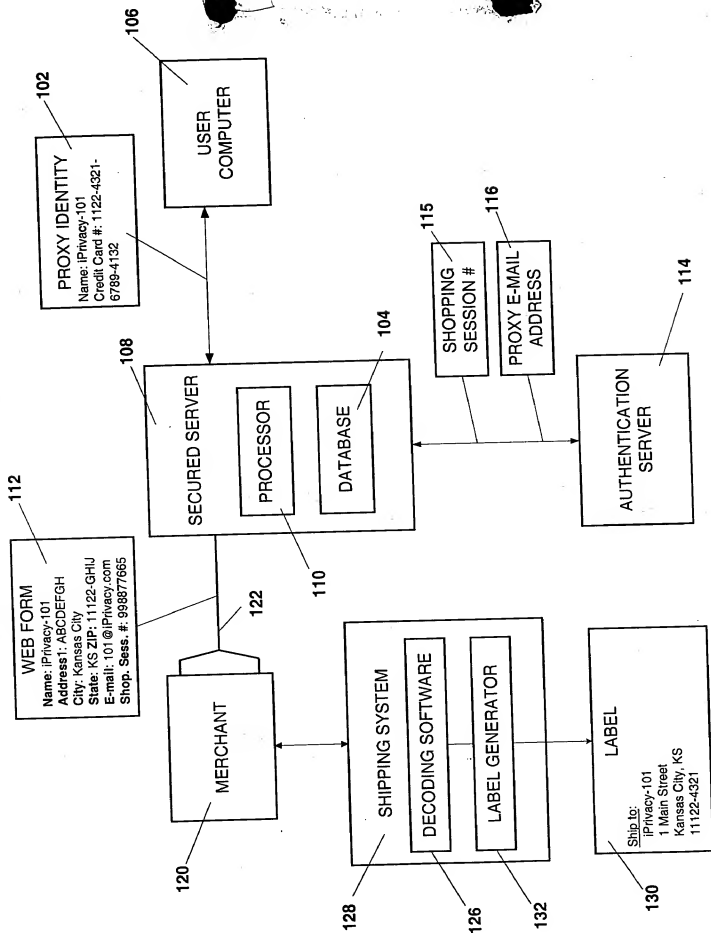 112
WEB FORM
Name: iPrivacy-101
Address1: ABCDEFGH
City: Kansas City
State: KS ZIP: 11122-GHIJ
E-mail: 101@iPrivacy.com
Shop. Sess. #: 998877665
102
PROXY IDENTITY
Name: iPrivacy-101
Credit Card #: 1122-4321-
6789-4132
106
USER
COMPUTER
108
SECURED SERVER
PROCESSOR
110
DATABASE
104
122
MERCHANT
120
115
SHOPPING
SESSION #
116
PROXY E-MAIL
ADDRESS
AUTHENTICATION
SERVER
114
SHIPPING SYSTEM
128
DECODING SOFTWARE
126
LABEL GENERATOR
132
LABEL
Ship to:
iPrivacy-101
1 Main Street
Kansas City, KS
11122-4321
130